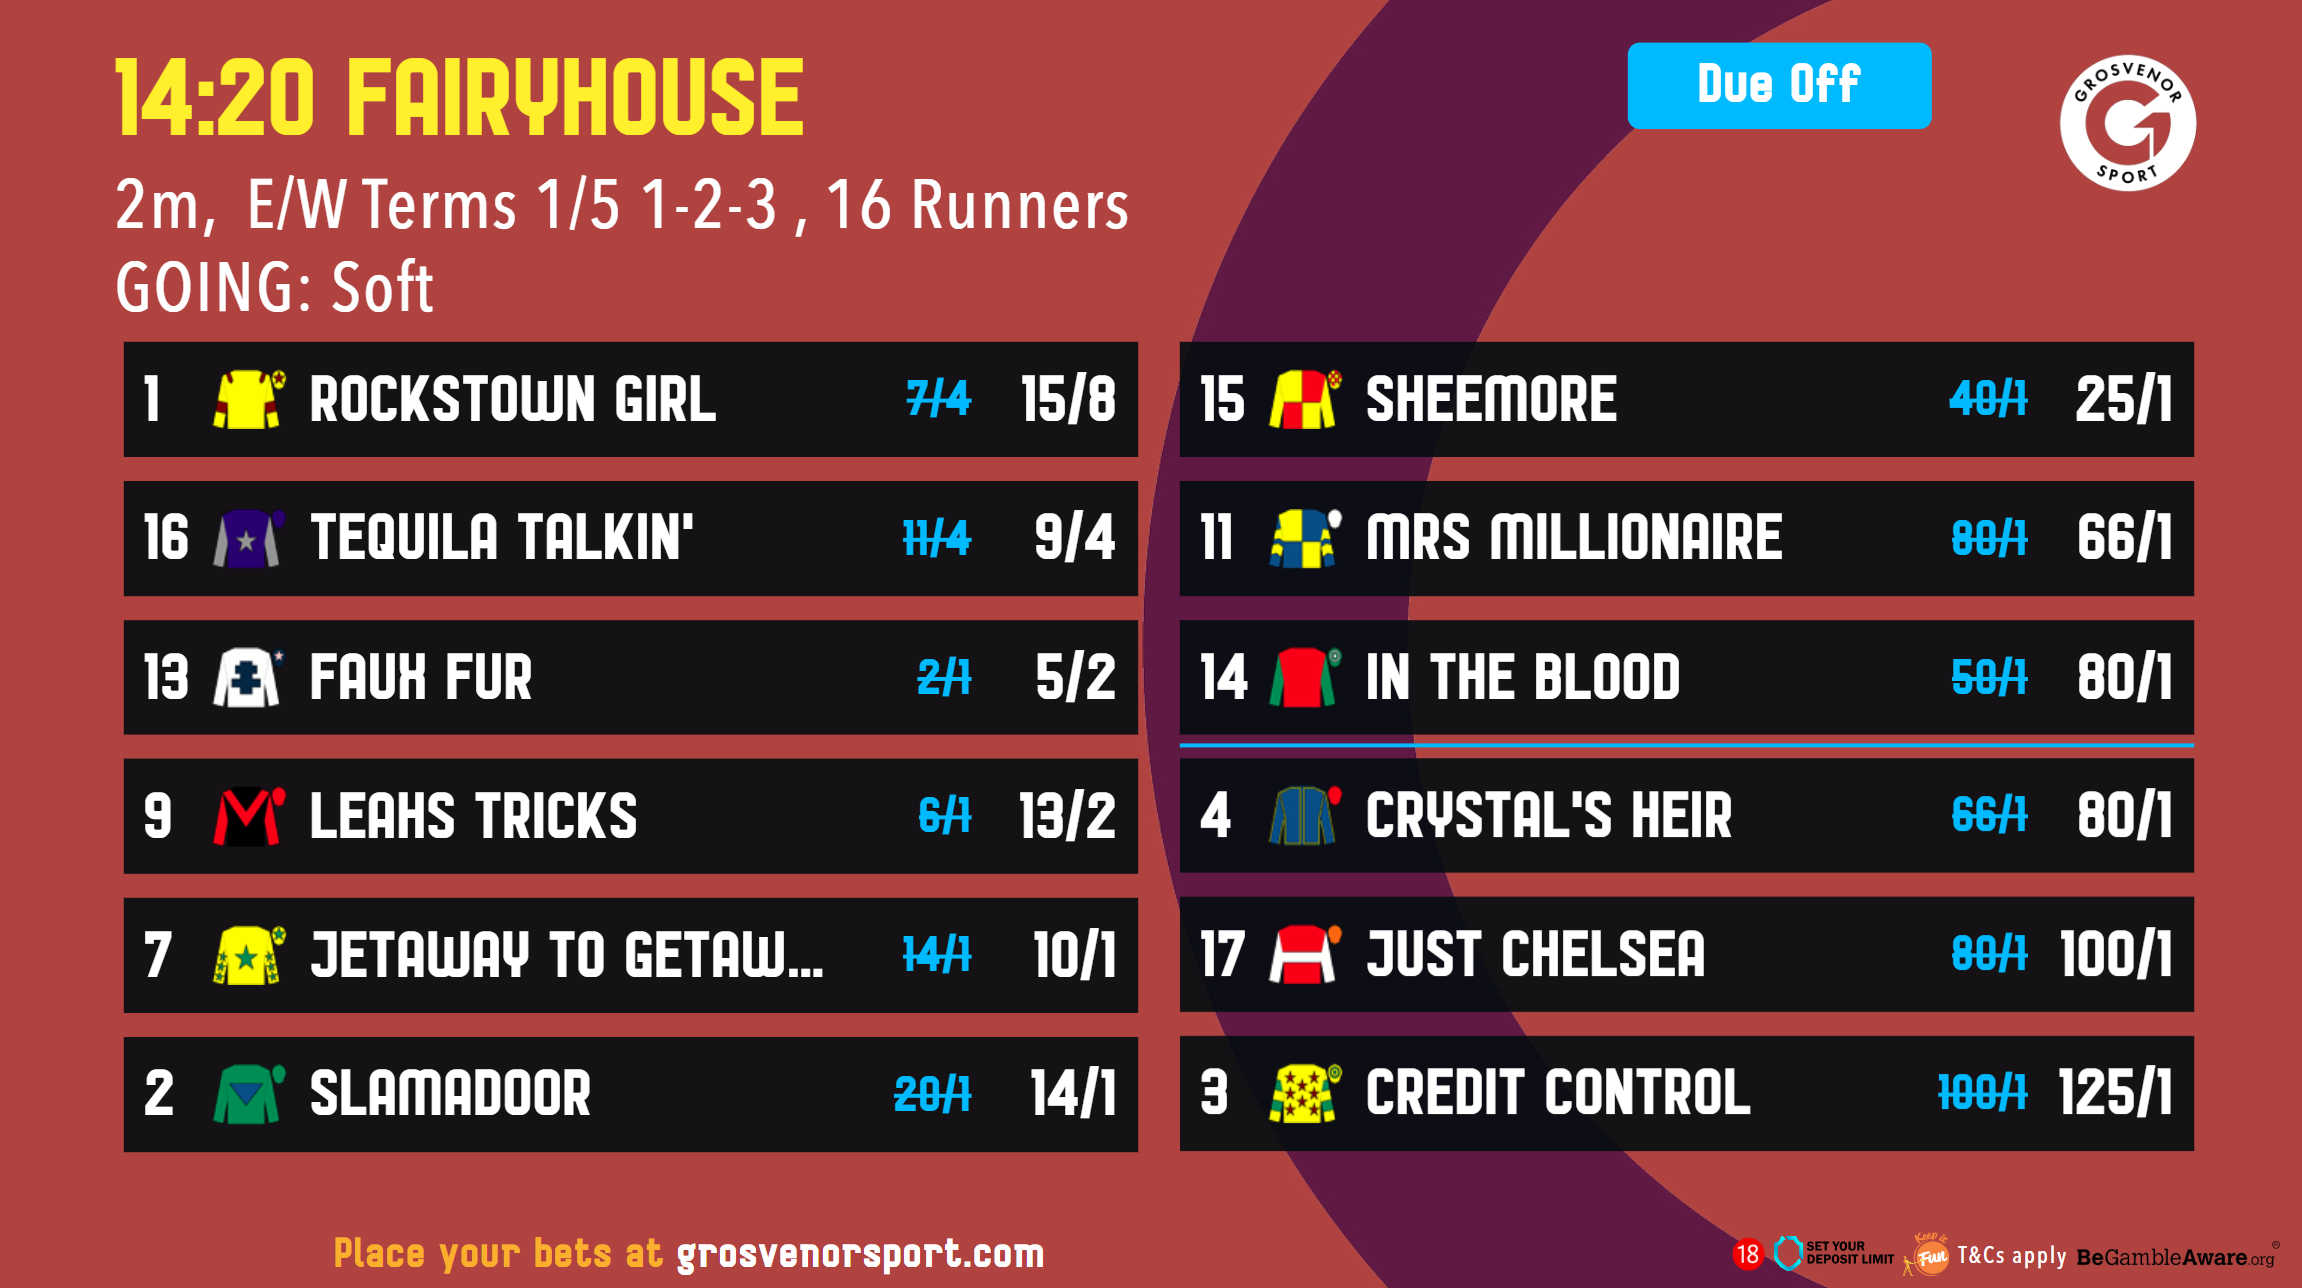 14:20 FAIRYHOUSE
Due Off
GROSVENOR
SPORT
2m, E/W Terms 1/5 1-2-3 , 16 Runners
GOING: Soft
1 ROCKSTOWN GIRL 7/4 15/8
16 TEQUILA TALKIN' 11/4 9/4
13 FAUX FUR 2/1 5/2
9 LEAHS TRICKS 6/1 13/2
7 JETAWAY TO GETAW... 14/1 10/1
2 SLAMADOOR 20/1 14/1
15 SHEEMORE 40/1 25/1
11 MRS MILLIONAIRE 80/1 66/1
14 IN THE BLOOD 50/1 80/1
4 CRYSTAL'S HEIR 66/1 80/1
17 JUST CHELSEA 80/1 100/1
3 CREDIT CONTROL 100/1 125/1
Place your bets at grosvenorsport.com
18
SET YOUR
DEPOSIT LIMIT
Keep it
Fun
T&Cs apply
BeGambleAware.org®